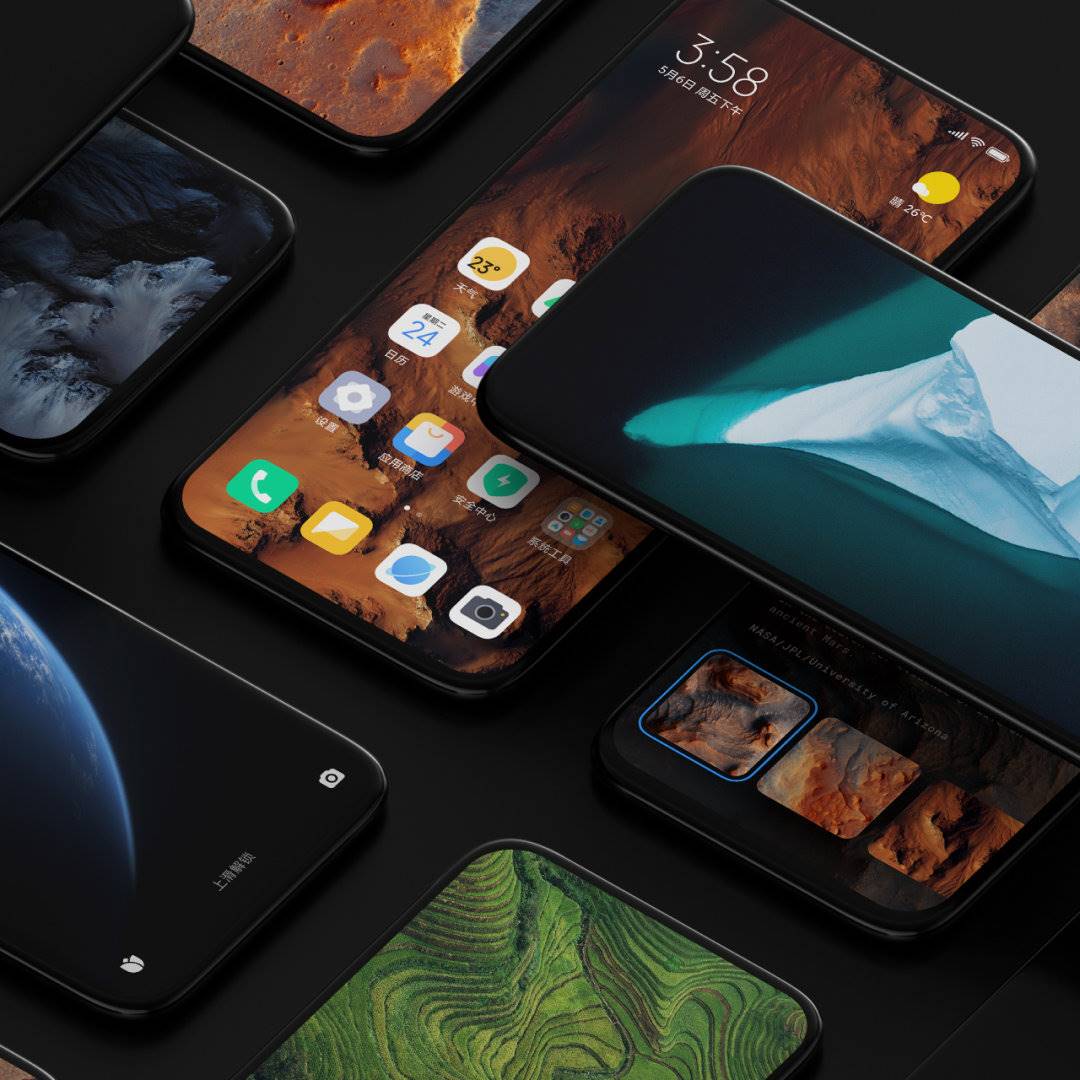 3:58
5月6日 周五下午
晴 26℃
23°
天气
星期二
24
日历
设置
应用商店
安全中心
系统工具
ancient Mars.
NASA/JPL/University of Arizona
上滑解锁